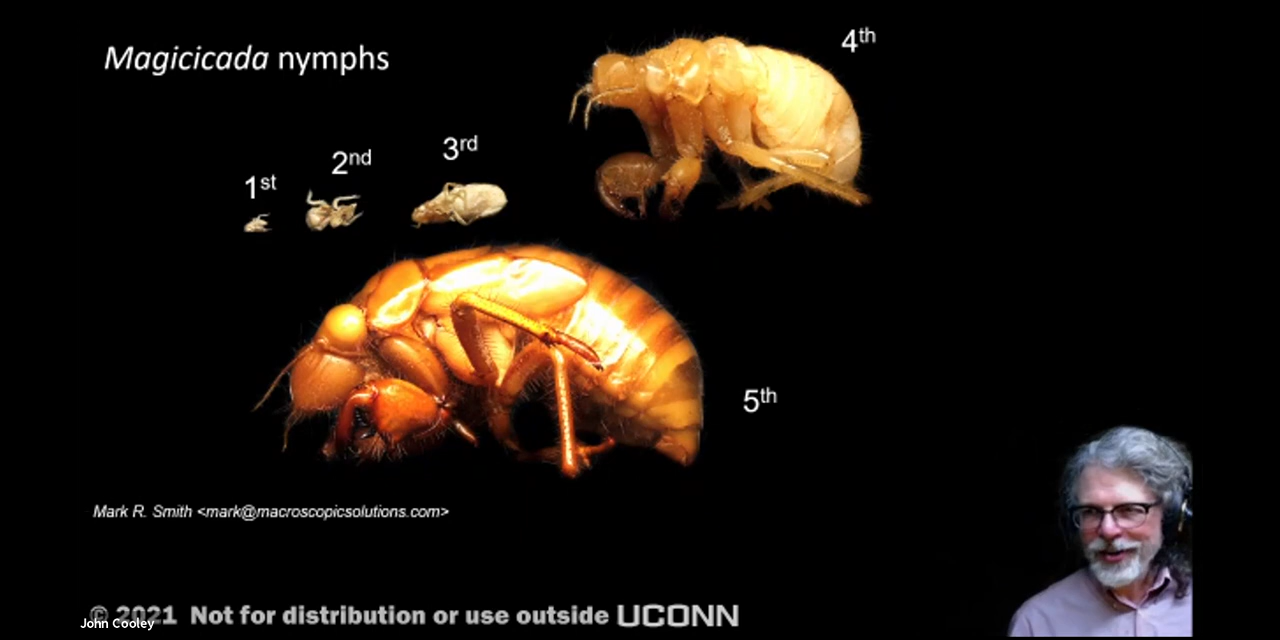 Magicicada nymphs
4th
3rd
2nd
1st
5th
Mark R. Smith <mark@macroscopicsolutions.com>
© 2021 Not for distribution or use outside UCONN
John Cooley